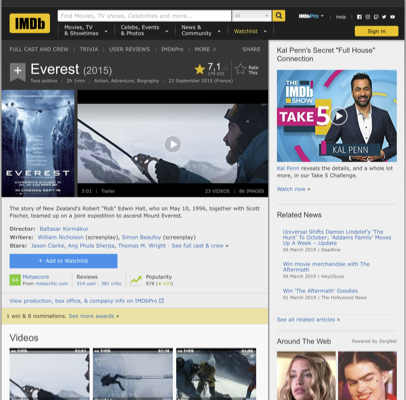 IMDb
Find Movies, TV shows, Celebrities and more...
All
IMDbPro
Help
Movies, TV
& Showtimes
Celebs, Events
& Photos
News &
Community
Watchlist
Sign in
FULL CAST AND CREW | TRIVIA | USER REVIEWS | IMDbPro | MORE
SHARE
+
Everest (2015)
7,1
Rate
This
Tous publics | 2h 1min | Action, Adventure, Biography | 23 September 2015 (France)
EVEREST
IN CINEMAS SEPT 18
3:01 | Trailer
23 VIDEOS | 86 IMAGES
The story of New Zealand's Robert "Rob" Edwin Hall, who on May 10, 1996, together with Scott
Fischer, teamed up on a joint expedition to ascend Mount Everest.
Director: Baltasar Kormákur
Writers: William Nicholson (screenplay), Simon Beaufoy (screenplay)
Stars: Jason Clarke, Ang Phula Sherpa, Thomas M. Wright | See full cast & crew »
+ Add to Watchlist
Metascore
From metacritic.com
Reviews
314 user | 381 critic
Popularity
View production, box office, & company info on IMDbPro
1 win & 8 nominations. See more awards »
Videos
Kal Penn's Secret "Full House"
Connection
THE
IMDb
SHOW
TAKE 5
KAL PENN
Kal Penn reveals the details, and a whole lot
more, in our Take 5 Challenge.
Watch now »
Related News
Universal Shifts Damon Lindelof's 'The
Hunt' To October; 'Addams Family' Moves
Up A Week – Update
06 March 2019 | Deadline
Win movie merchandise with The
Aftermath
04 March 2019 | HeyUGuys
Win 'The Aftermath' Goodies
01 March 2019 | The Hollywood News
See all related articles »
Around The Web
Powered by ZergNet